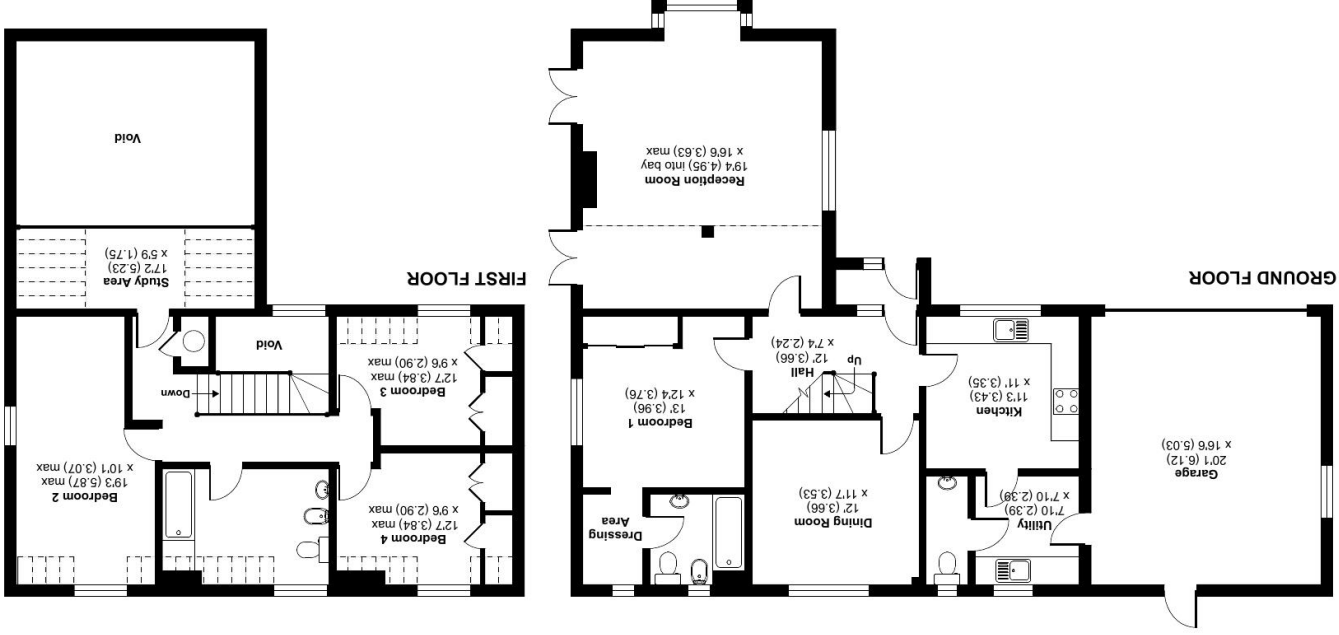 GROUND FLOOR
Garage
20'1 (6.12)
x 16'6 (5.03)
Utility
7'10 (2.39)
x 7'10 (2.39)
Kitchen
11'3 (3.43)
x 11' (3.35)
Dining Room
12' (3.66)
x 11'7 (3.53)
Dressing
Area
Bedroom 1
13' (3.96)
x 12'4 (3.76)
Up
Hall
12' (3.66)
x 7'4 (2.24)
Reception Room
19'4 (4.95) into bay
x 16'6 (3.63) max
FIRST FLOOR
Bedroom 4
12'7 (3.84) max
x 9'6 (2.90) max
Bedroom 2
19'3 (5.87) max
x 10'1 (3.07) max
Bedroom 3
12'7 (3.84) max
x 9'6 (2.90) max
Down
Void
Study Area
17'2 (5.23)
x 5'9 (1.75)
Void